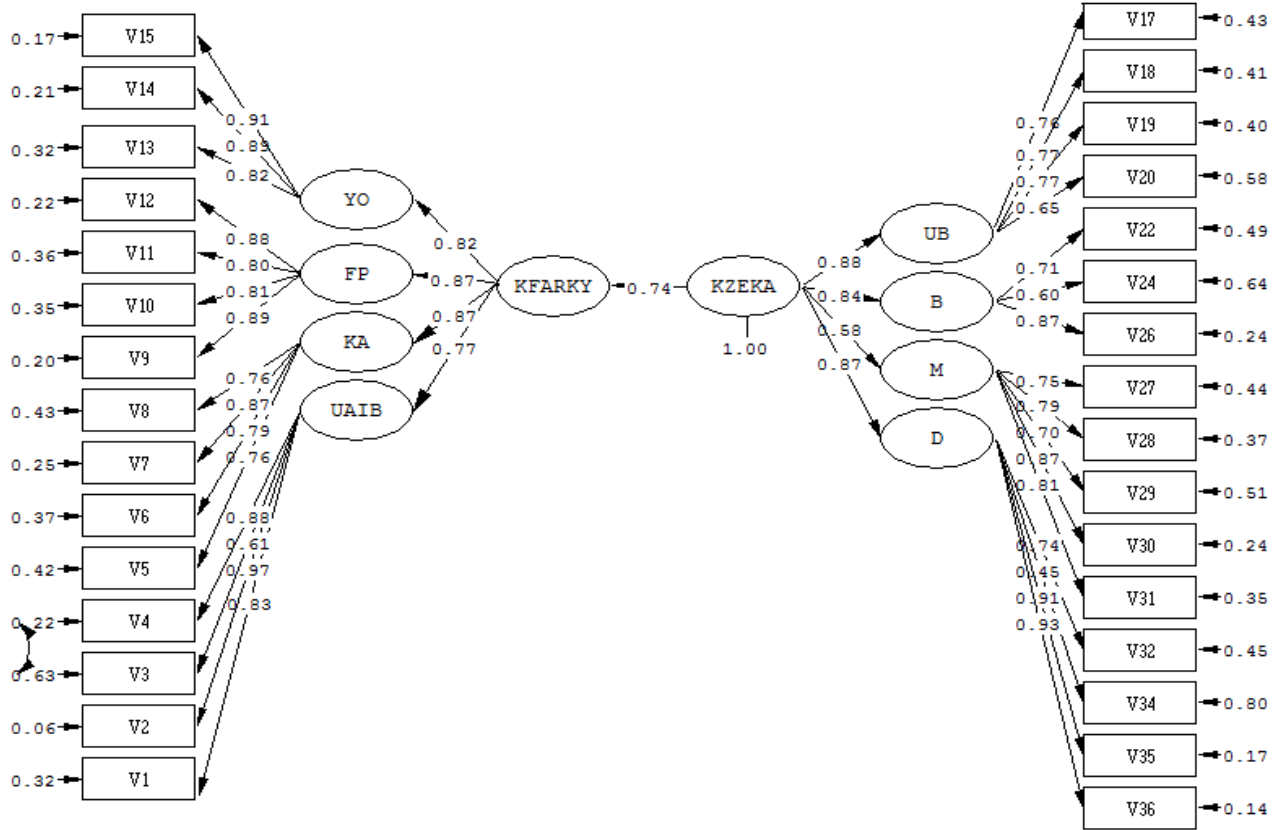 0.17 V15
0.21 V14
0.32 V13
0.22 V12
0.36 V11
0.35 V10
0.20 V9
0.43 V8
0.25 V7
0.37 V6
0.42 V5
0.22 V4
0.63 V3
0.06 V2
0.32 V1
0.91
0.89
0.82
0.88
0.80
0.81
0.89
0.76
0.87
0.79
0.76
0.88
0.61
0.97
0.83
YO
FP
KA
UAIB
0.82
0.87
0.87
0.77
KFARKY 0.74 KZEKA
1.00
0.88
0.84
0.58
0.87
UB
B
M
D
0.76
0.77
0.77
0.65
0.71
0.60
0.87
0.75
0.79
0.70
0.87
0.81
0.74
0.45
0.91
0.93
V17 0.43
V18 0.41
V19 0.40
V20 0.58
V22 0.49
V24 0.64
V26 0.24
V27 0.44
V28 0.37
V29 0.51
V30 0.24
V31 0.35
V32 0.45
V34 0.80
V35 0.17
V36 0.14